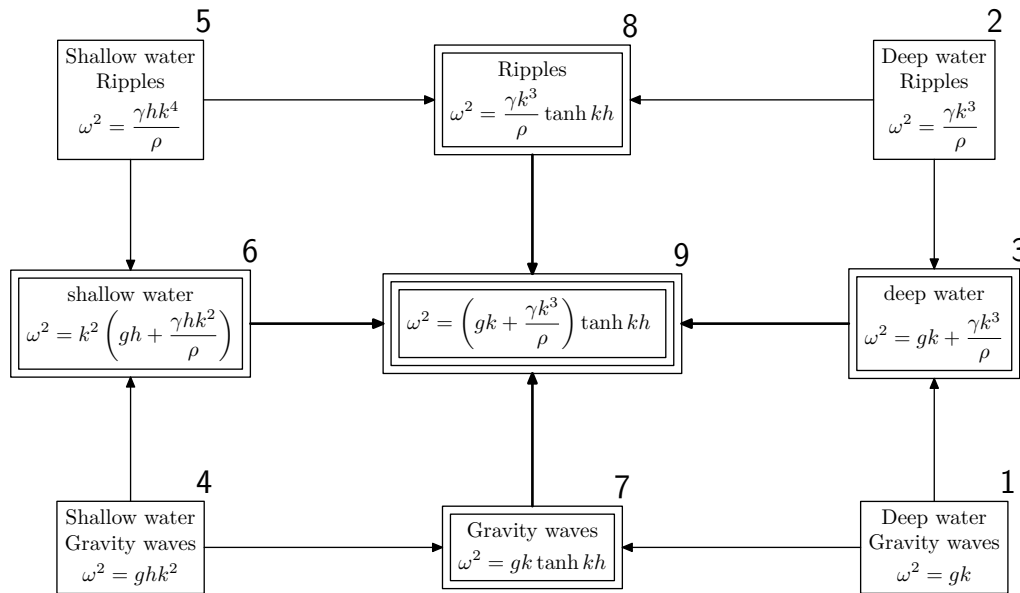 5
Shallow water
Ripples
ω² = γhk⁴/ρ
8
Ripples
ω² = γk³/ρ tanh kh
2
Deep water
Ripples
ω² = γk³/ρ
6
shallow water
ω² = k² (gh + γhk²/ρ)
9
ω² = (gk + γk³/ρ) tanh kh
3
deep water
ω² = gk + γk³/ρ
4
Shallow water
Gravity waves
ω² = ghk²
7
Gravity waves
ω² = gk tanh kh
1
Deep water
Gravity waves
ω² = gk